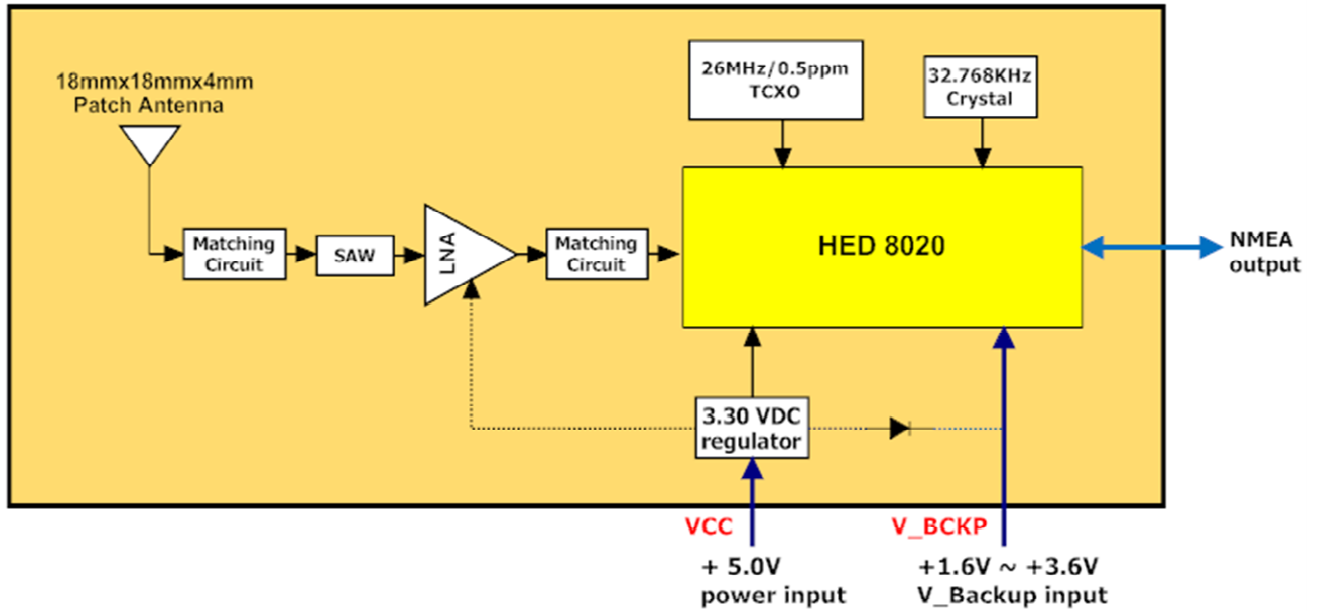 18mmx18mmx4mm
Patch Antenna
26MHz/0.5ppm
TCXO
32.768KHz
Crystal
Matching
Circuit
SAW
LNA
Matching
Circuit
HED 8020
NMEA
output
3.30 VDC
regulator
VCC
V_BCKP
+ 5.0V
power input
+1.6V ~ +3.6V
V_Backup input